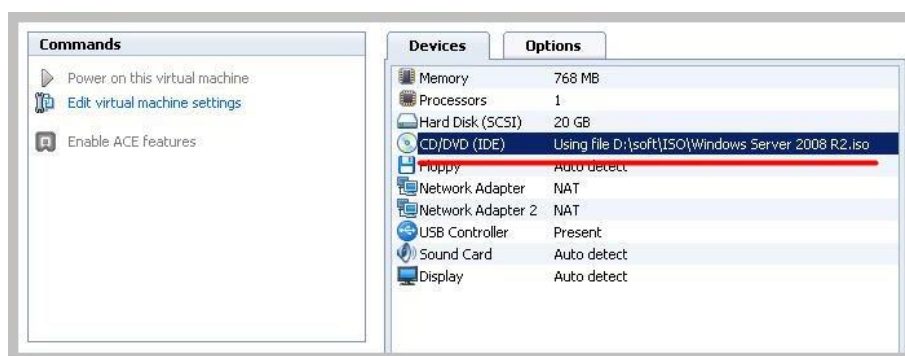 Commands
Power on this virtual machine
Edit virtual machine settings
Enable ACE features
Devices Options
Memory 768 MB
Processors 1
Hard Disk (SCSI) 20 GB
CD/DVD (IDE) Using file D:\soft\ISO\Windows Server 2008 R2.iso
Floppy Auto detect
Network Adapter NAT
Network Adapter 2 NAT
USB Controller Present
Sound Card Auto detect
Display Auto detect